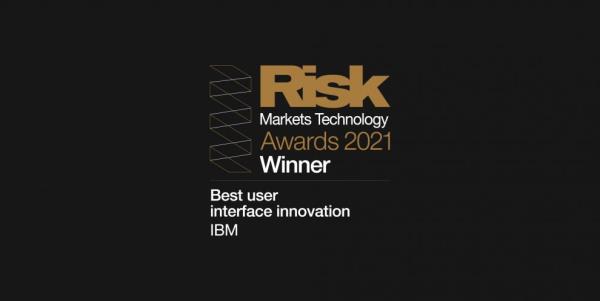 Risk
Markets Technology
Awards 2021
Winner
Best user
interface innovation
IBM